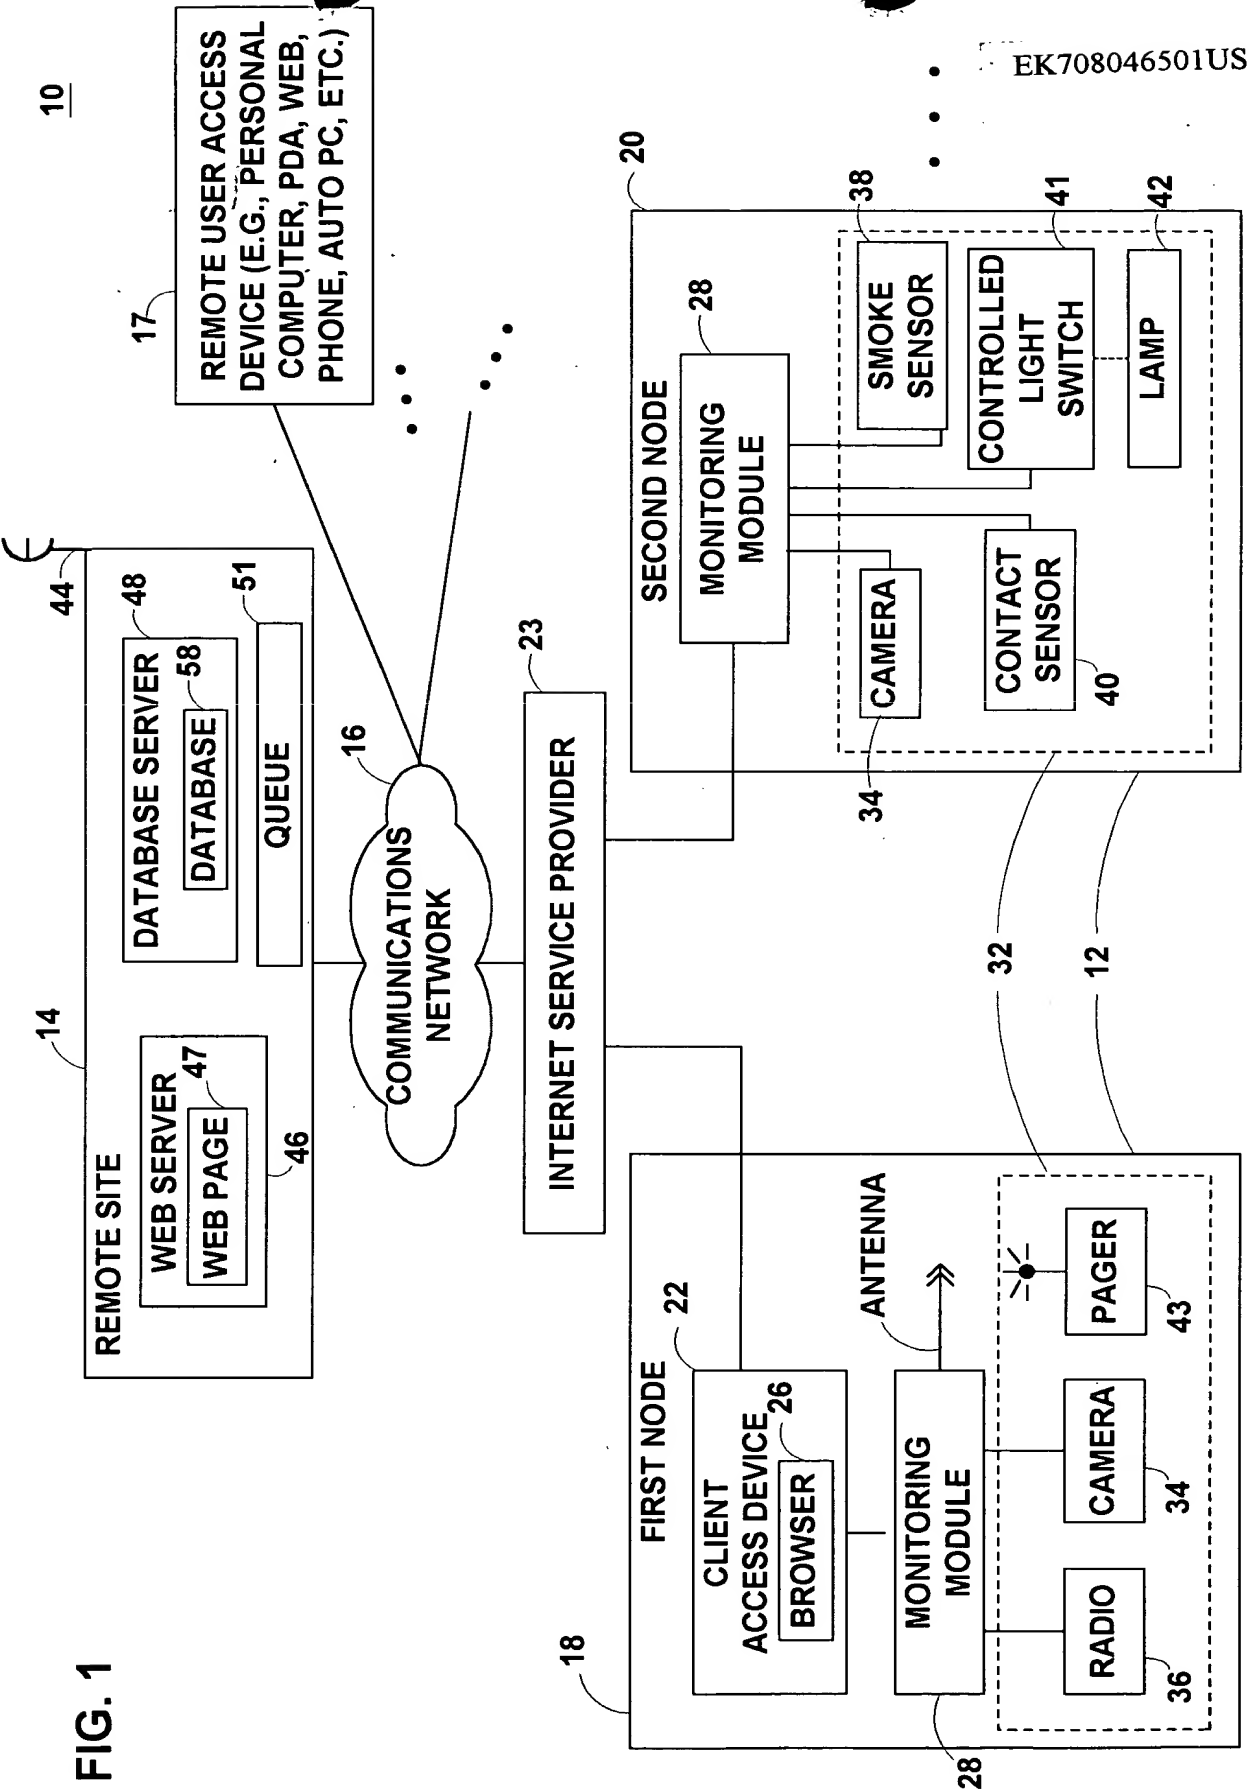 EK708046501US
FIG. 1
10
17
REMOTE USER ACCESS
DEVICE (E.G., PERSONAL
COMPUTER, PDA, WEB,
PHONE, AUTO PC, ETC.)
14
44
REMOTE SITE
WEB SERVER
47
WEB PAGE
46
DATABASE SERVER
48
58
DATABASE
51
QUEUE
16
COMMUNICATIONS
NETWORK
23
INTERNET SERVICE PROVIDER
18
FIRST NODE
22
CLIENT
ACCESS DEVICE
26
BROWSER
ANTENNA
MONITORING
MODULE
28
RADIO
36
CAMERA
34
PAGER
43
32
12
20
SECOND NODE
28
MONITORING
MODULE
CAMERA
34
SMOKE
SENSOR
38
CONTACT
SENSOR
40
CONTROLLED
LIGHT
SWITCH
41
LAMP
42